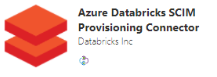 Azure Databricks SCIM
Provisioning Connector
Databricks Inc